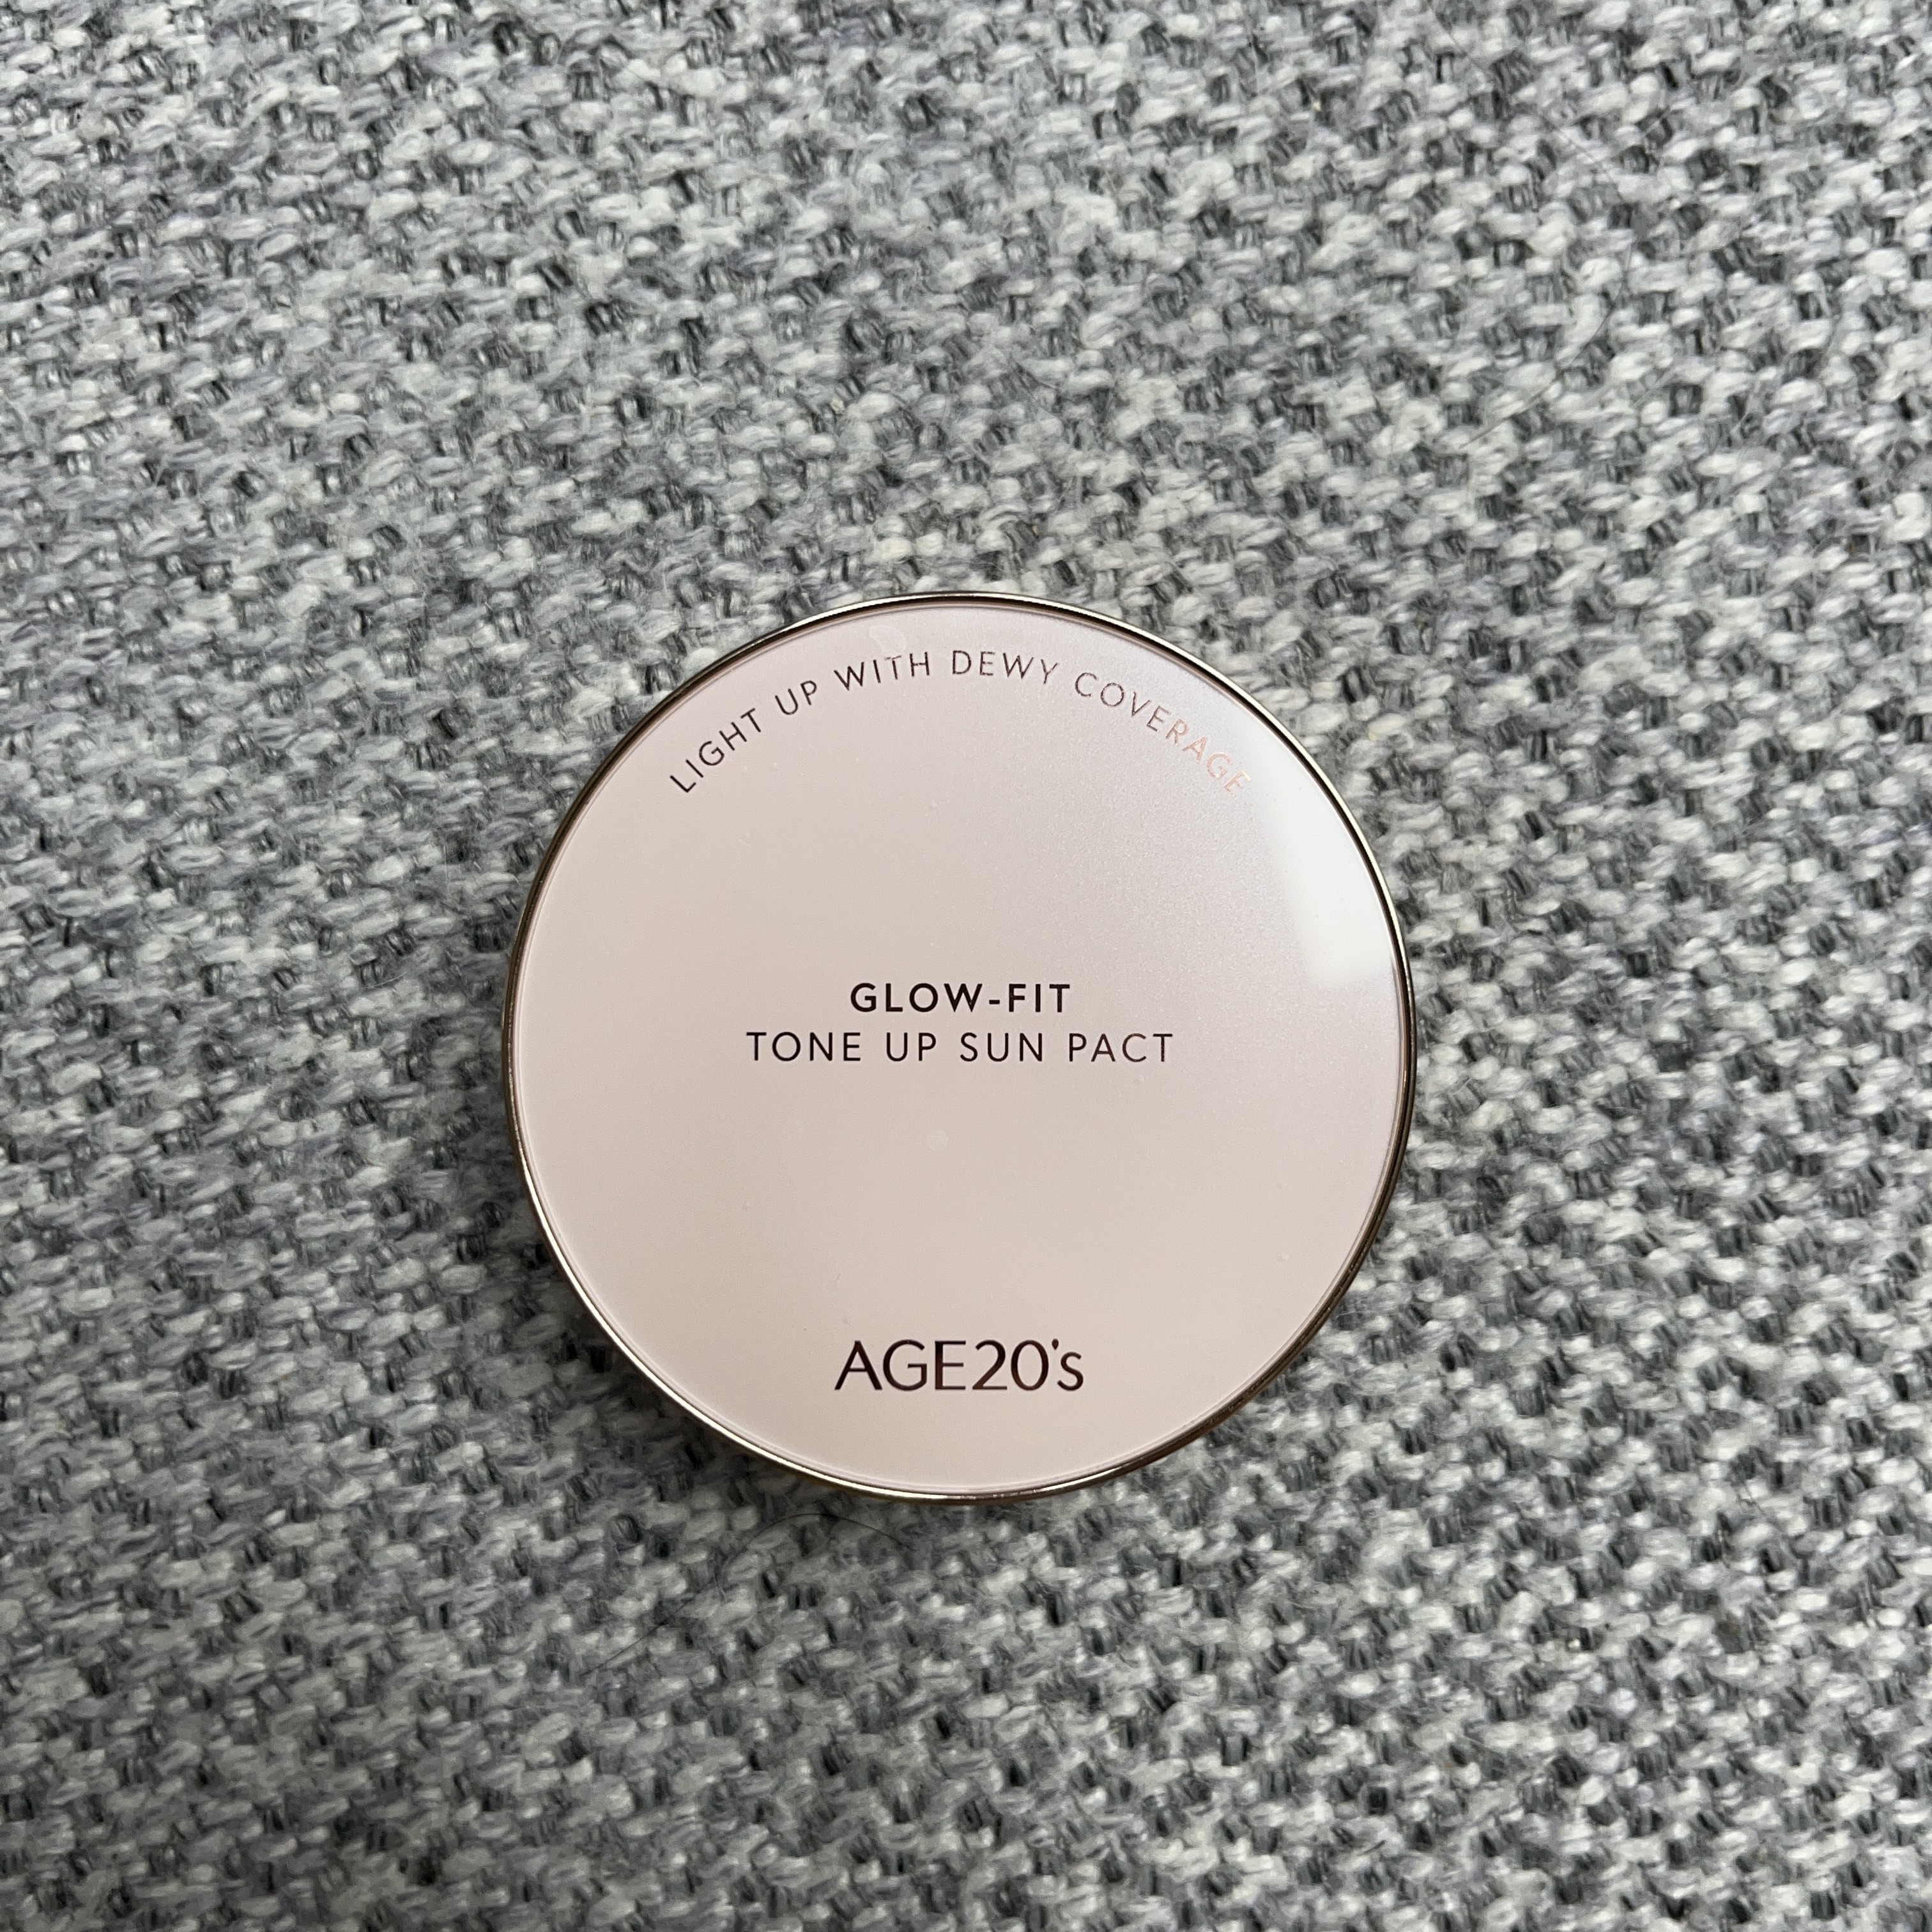 LIGHT UP WITH DEWY COVERAGE
GLOW-FIT
TONE UP SUN PACT
AGE20's